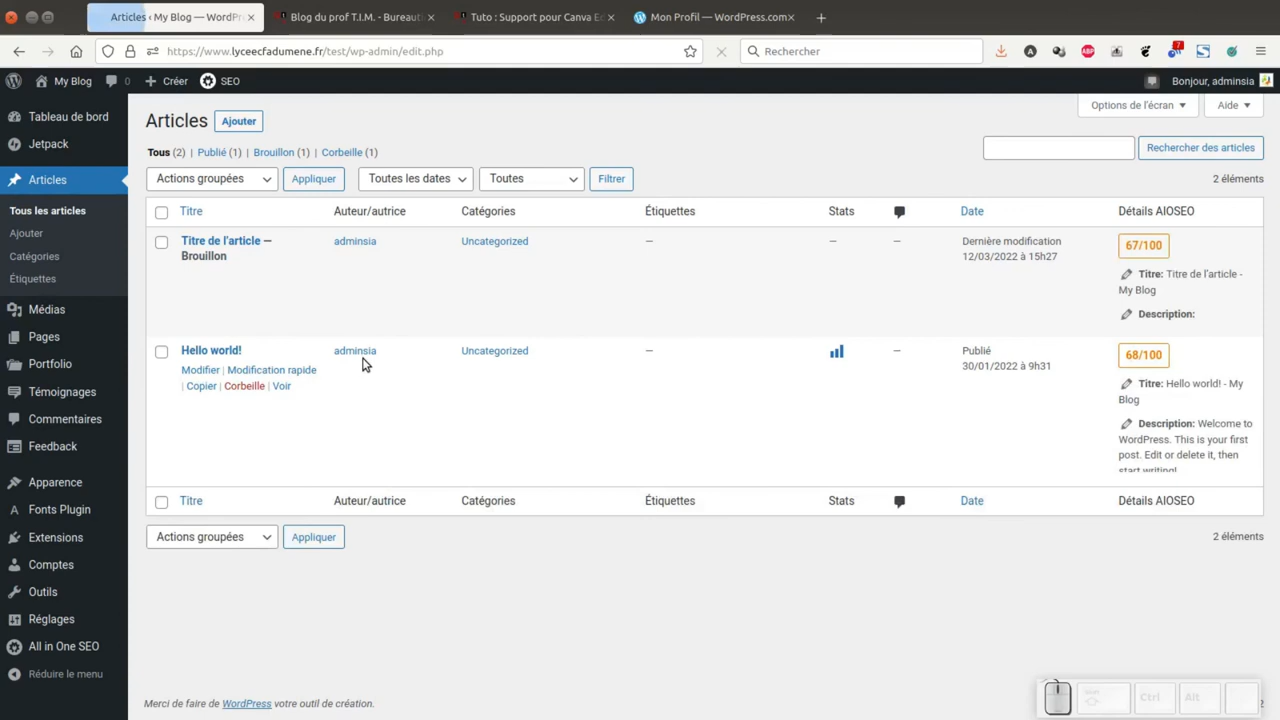 Articles ‹ My Blog — WordPr
Blog du prof T.I.M. - Bureaut
Tuto : Support pour Canva Ec
Mon Profil — WordPress.com
https://www.lyceecfadumene.fr/test/wp-admin/edit.php
Rechercher
7
My Blog
0
Créer
SEO
Bonjour, adminsia
Tableau de bord
Jetpack
Articles
Tous les articles
Ajouter
Catégories
Étiquettes
Médias
Pages
Portfolio
Témoignages
Commentaires
Feedback
Apparence
Fonts Plugin
Extensions
Comptes
Outils
Réglages
All in One SEO
Réduire le menu
Options de l'écran
Aide
Articles
Ajouter
Tous (2) | Publié (1) | Brouillon (1) | Corbeille (1)
Rechercher des articles
Actions groupées
Appliquer
Toutes les dates
Toutes
Filtrer
2 éléments
Titre
Auteur/autrice
Catégories
Étiquettes
Stats
Date
Détails AIOSEO
Titre de l'article —
Brouillon
adminsia
Uncategorized
—
—
—
Dernière modification
12/03/2022 à 15h27
67/100
Titre: Titre de l'article -
My Blog
Description:
Hello world!
Modifier | Modification rapide
| Copier | Corbeille | Voir
adminsia
Uncategorized
—
—
Publié
30/01/2022 à 9h31
68/100
Titre: Hello world! - My
Blog
Description: Welcome to
WordPress. This is your first
post. Edit or delete it, then
start writing!
Titre
Auteur/autrice
Catégories
Étiquettes
Stats
Date
Détails AIOSEO
Actions groupées
Appliquer
2 éléments
Merci de faire de WordPress votre outil de création.
Ctrl
Alt